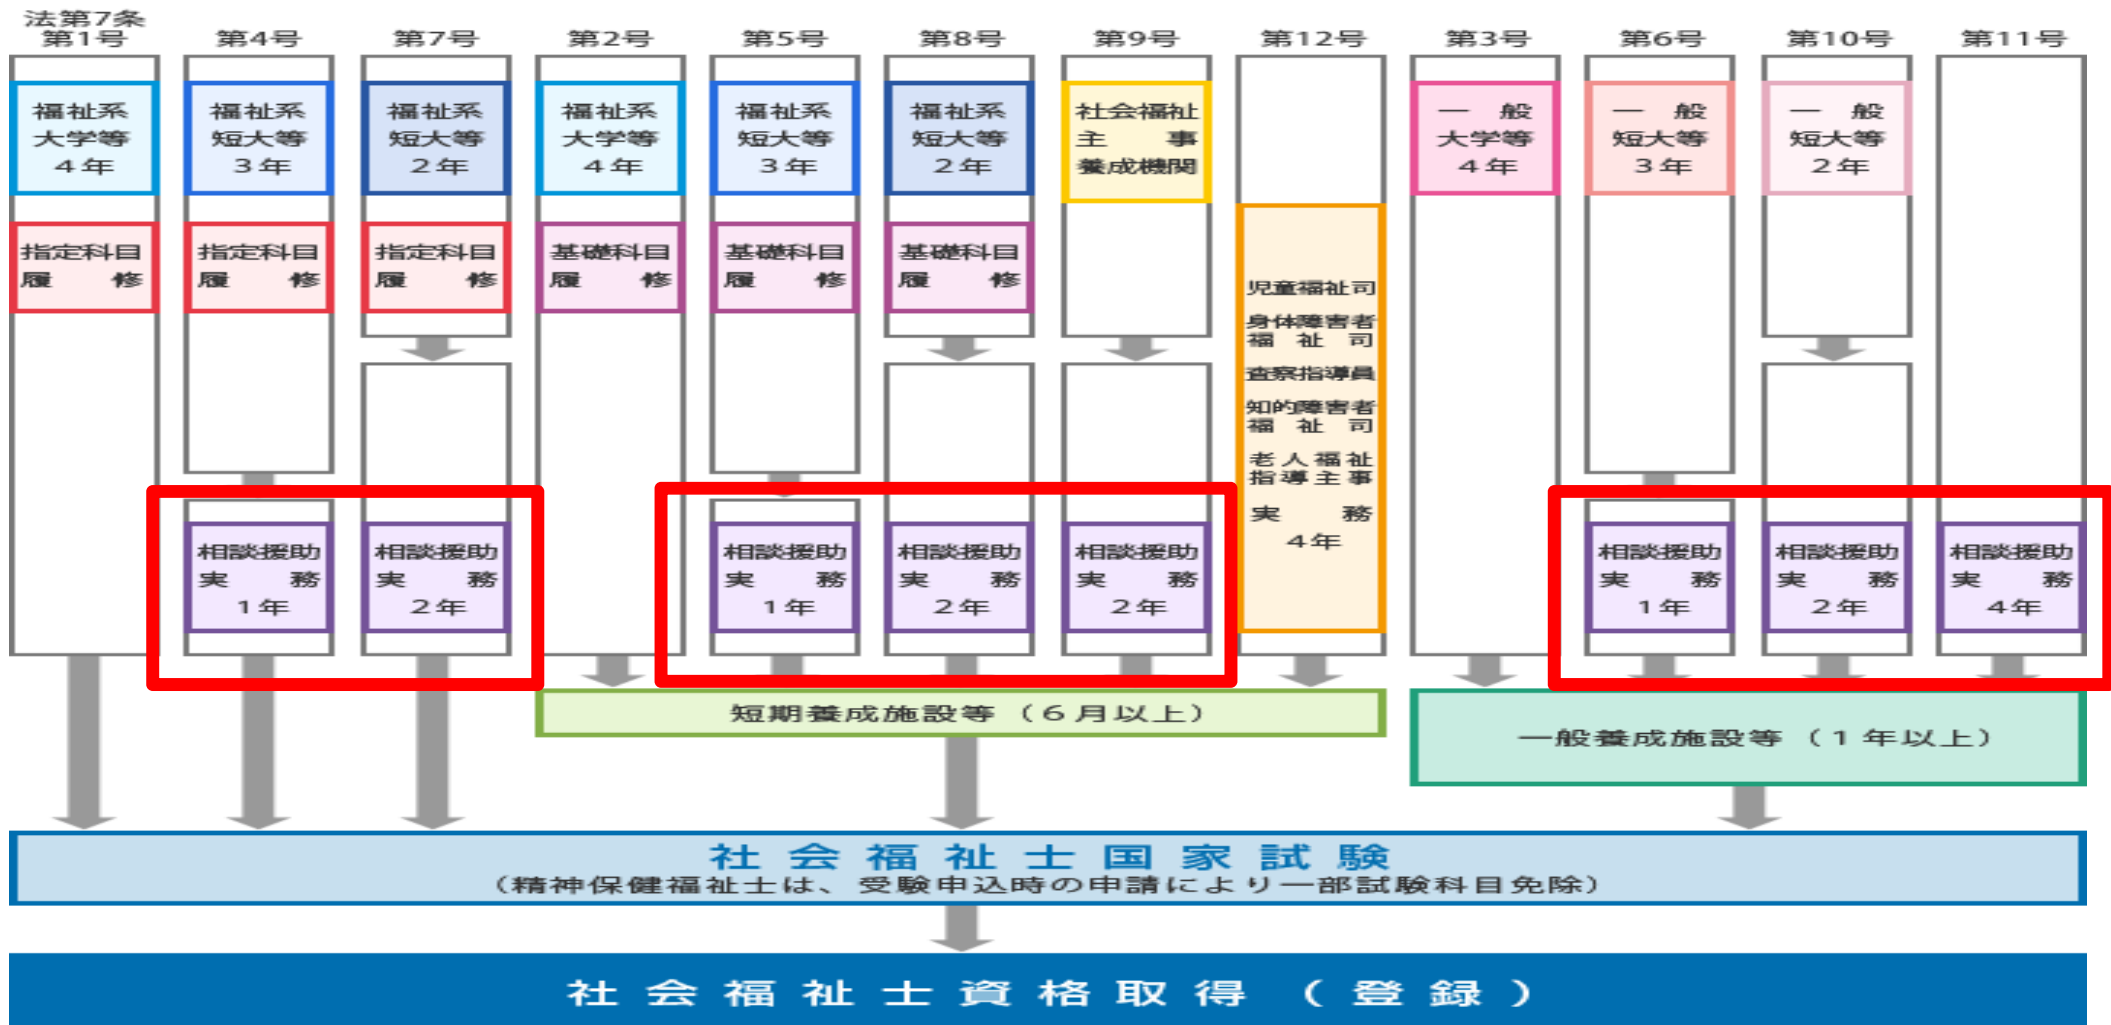 法第7条
第1号
第4号
第7号
第2号
第5号
第8号
第9号
第12号
第3号
第6号
第10号
第11号
福祉系
大学等
4年
指定科目
履 修
福祉系
短大等
3年
指定科目
履 修
相談援助
実 務
1年
福祉系
短大等
2年
指定科目
履 修
相談援助
実 務
2年
福祉系
大学等
4年
基礎科目
履 修
福祉系
短大等
3年
基礎科目
履 修
相談援助
実 務
1年
福祉系
短大等
2年
基礎科目
履 修
相談援助
実 務
2年
社会福祉
主 事
養成機関
相談援助
実 務
2年
児童福祉司
身体障害者
福祉司
査察指導員
知的障害者
福祉司
老人福祉
指導主事
実 務
4年
一 般
大学等
4年
一 般
短大等
3年
相談援助
実 務
1年
一 般
短大等
2年
相談援助
実 務
2年
相談援助
実 務
4年
短期養成施設等（6月以上）
一般養成施設等（1年以上）
社会福祉士国家試験
（精神保健福祉士は、受験申込時の申請により一部試験科目免除）
社会福祉士資格取得（登録）